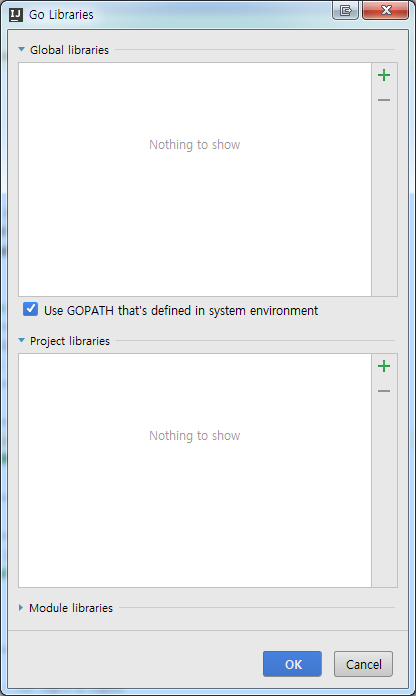 IJ Go Libraries
Global libraries
Nothing to show
Use GOPATH that's defined in system environment
Project libraries
Nothing to show
Module libraries
OK Cancel